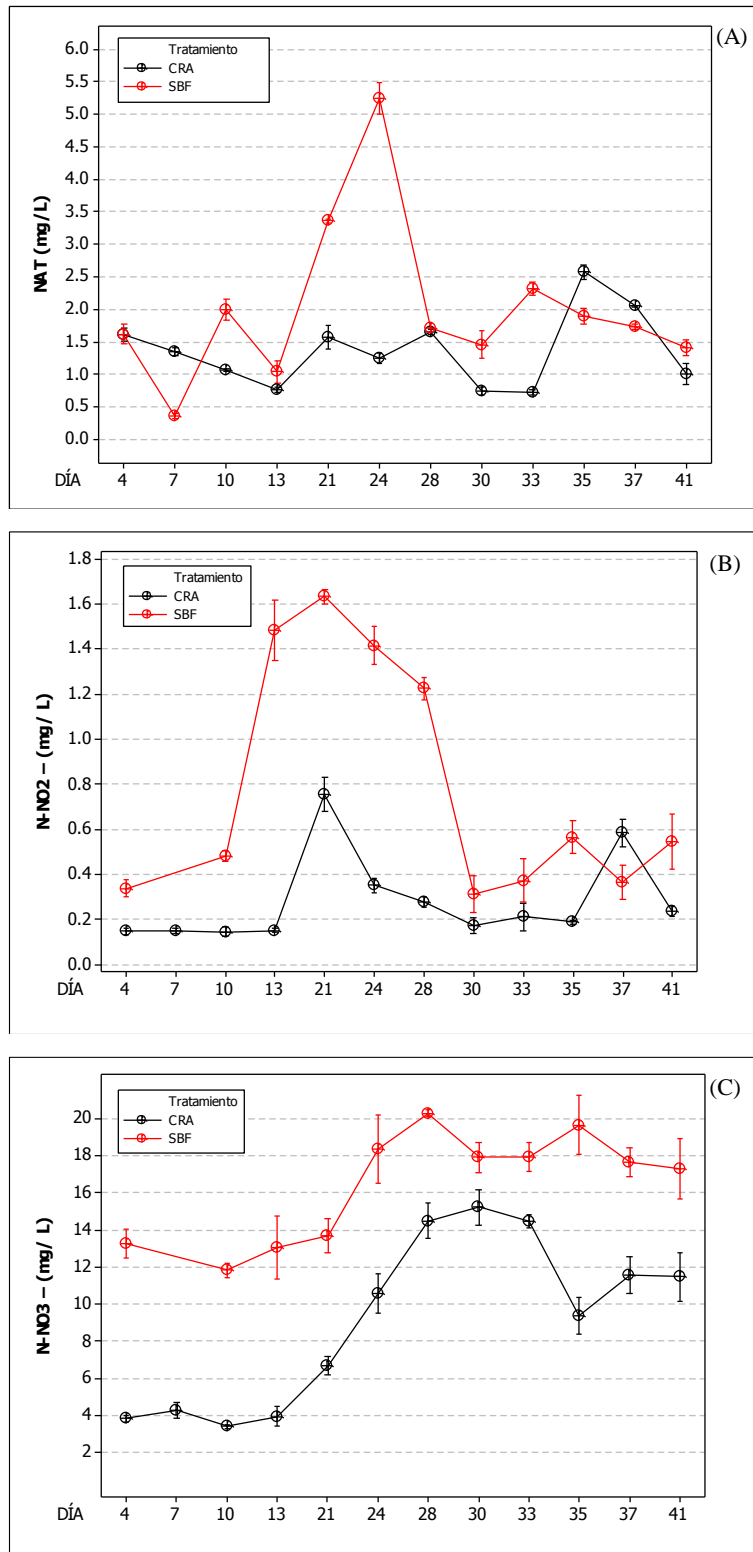 (A)
Tratamiento
CRA
SBF
NAT (mg/L)
6.0
5.5
5.0
4.5
4.0
3.5
3.0
2.5
2.0
1.5
1.0
0.5
0.0
DÍA 4 7 10 13 21 24 28 30 33 35 37 41
(B)
Tratamiento
CRA
SBF
N-NO2 – (mg/ L)
1.8
1.6
1.4
1.2
1.0
0.8
0.6
0.4
0.2
0.0
DÍA 4 7 10 13 21 24 28 30 33 35 37 41
(C)
Tratamiento
CRA
SBF
N-NO3 – (mg/ L)
20
18
16
14
12
10
8
6
4
2
DÍA 4 7 10 13 21 24 28 30 33 35 37 41